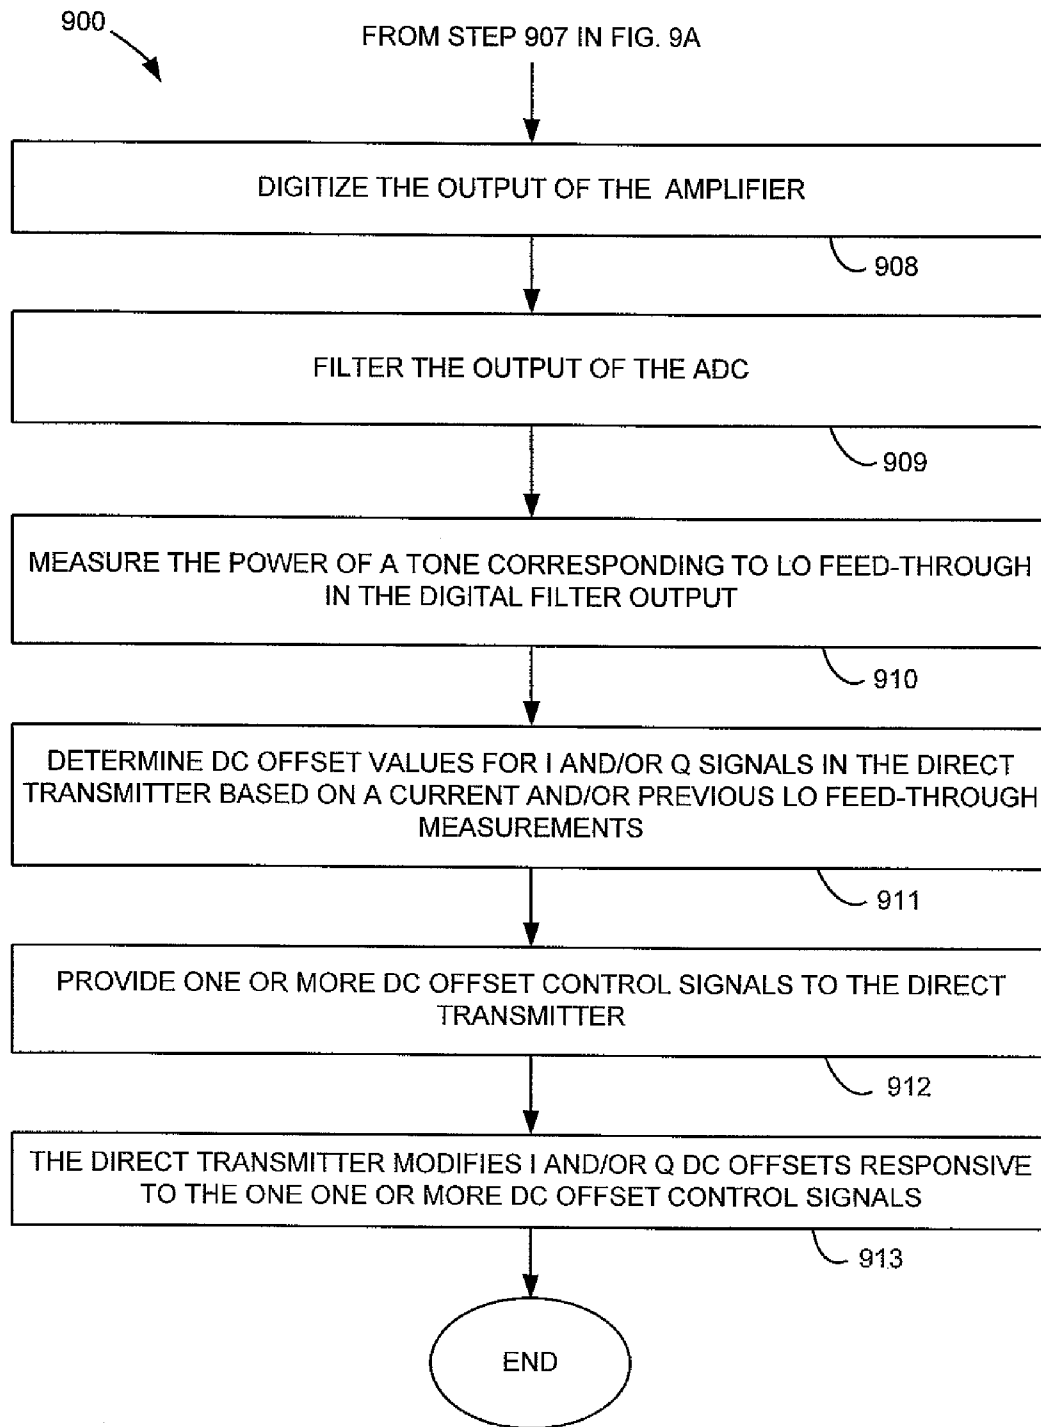 900
FROM STEP 907 IN FIG. 9A
DIGITIZE THE OUTPUT OF THE AMPLIFIER
908
FILTER THE OUTPUT OF THE ADC
909
MEASURE THE POWER OF A TONE CORRESPONDING TO LO FEED-THROUGH
IN THE DIGITAL FILTER OUTPUT
910
DETERMINE DC OFFSET VALUES FOR I AND/OR Q SIGNALS IN THE DIRECT
TRANSMITTER BASED ON A CURRENT AND/OR PREVIOUS LO FEED-THROUGH
MEASUREMENTS
911
PROVIDE ONE OR MORE DC OFFSET CONTROL SIGNALS TO THE DIRECT
TRANSMITTER
912
THE DIRECT TRANSMITTER MODIFIES I AND/OR Q DC OFFSETS RESPONSIVE
TO THE ONE ONE OR MORE DC OFFSET CONTROL SIGNALS
913
END